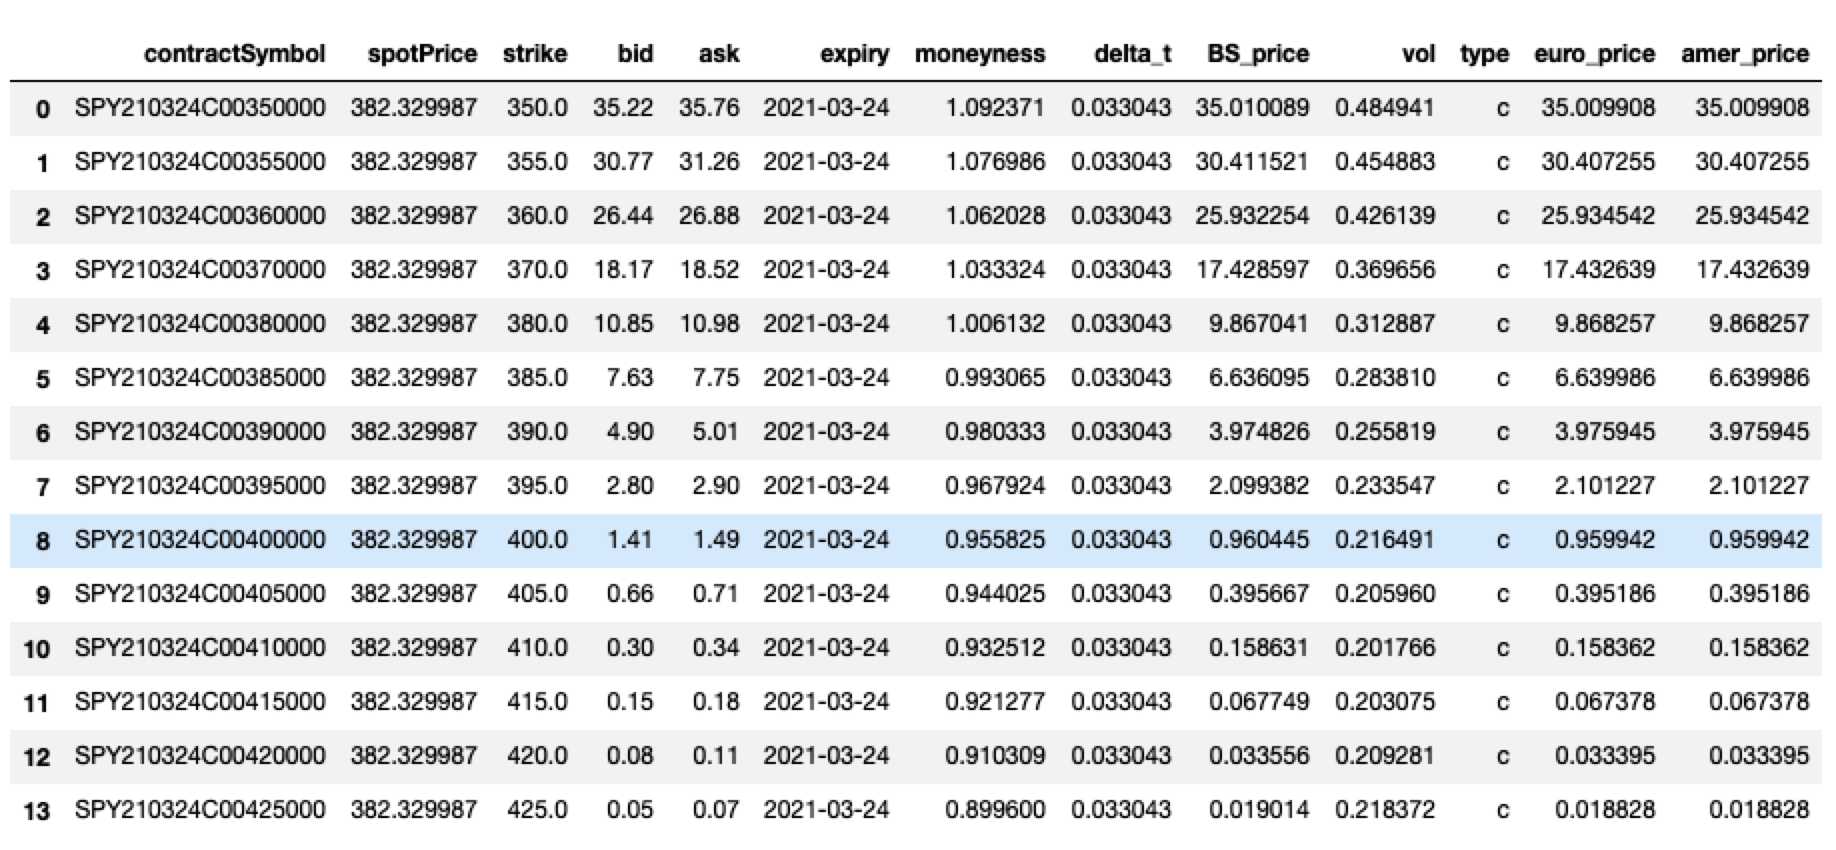 contractSymbol spotPrice strike bid ask expiry moneyness delta_t BS_price vol type euro_price amer_price
0 SPY210324C00350000 382.329987 350.0 35.22 35.76 2021-03-24 1.092371 0.033043 35.010089 0.484941 c 35.009908 35.009908
1 SPY210324C00355000 382.329987 355.0 30.77 31.26 2021-03-24 1.076986 0.033043 30.411521 0.454883 c 30.407255 30.407255
2 SPY210324C00360000 382.329987 360.0 26.44 26.88 2021-03-24 1.062028 0.033043 25.932254 0.426139 c 25.934542 25.934542
3 SPY210324C00370000 382.329987 370.0 18.17 18.52 2021-03-24 1.033324 0.033043 17.428597 0.369656 c 17.432639 17.432639
4 SPY210324C00380000 382.329987 380.0 10.85 10.98 2021-03-24 1.006132 0.033043 9.867041 0.312887 c 9.868257 9.868257
5 SPY210324C00385000 382.329987 385.0 7.63 7.75 2021-03-24 0.993065 0.033043 6.636095 0.283810 c 6.639986 6.639986
6 SPY210324C00390000 382.329987 390.0 4.90 5.01 2021-03-24 0.980333 0.033043 3.974826 0.255819 c 3.975945 3.975945
7 SPY210324C00395000 382.329987 395.0 2.80 2.90 2021-03-24 0.967924 0.033043 2.099382 0.233547 c 2.101227 2.101227
8 SPY210324C00400000 382.329987 400.0 1.41 1.49 2021-03-24 0.955825 0.033043 0.960445 0.216491 c 0.959942 0.959942
9 SPY210324C00405000 382.329987 405.0 0.66 0.71 2021-03-24 0.944025 0.033043 0.395667 0.205960 c 0.395186 0.395186
10 SPY210324C00410000 382.329987 410.0 0.30 0.34 2021-03-24 0.932512 0.033043 0.158631 0.201766 c 0.158362 0.158362
11 SPY210324C00415000 382.329987 415.0 0.15 0.18 2021-03-24 0.921277 0.033043 0.067749 0.203075 c 0.067378 0.067378
12 SPY210324C00420000 382.329987 420.0 0.08 0.11 2021-03-24 0.910309 0.033043 0.033556 0.209281 c 0.033395 0.033395
13 SPY210324C00425000 382.329987 425.0 0.05 0.07 2021-03-24 0.899600 0.033043 0.019014 0.218372 c 0.018828 0.018828